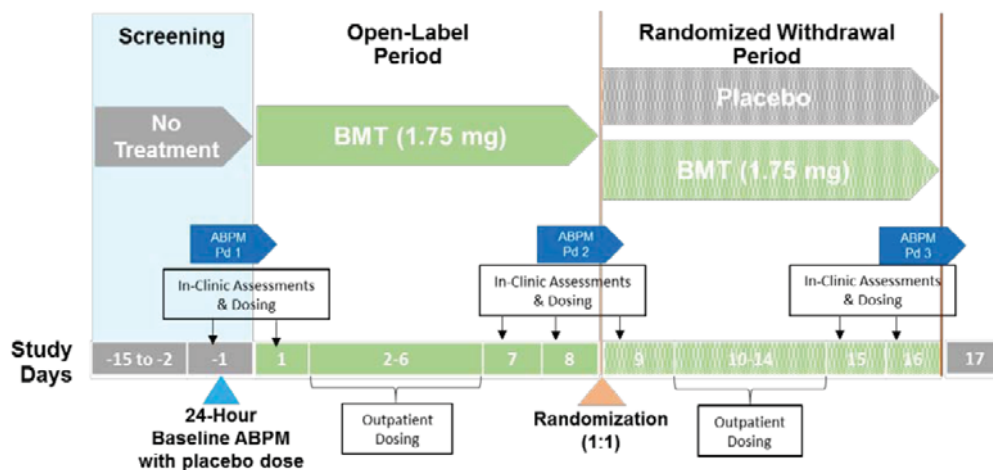 Screening
Open-Label
Period
Randomized Withdrawal
Period
No
Treatment
BMT (1.75 mg)
Placebo
BMT (1.75 mg)
ABPM
Pd 1
ABPM
Pd 2
ABPM
Pd 3
In-Clinic Assessments
& Dosing
In-Clinic Assessments
& Dosing
In-Clinic Assessments
& Dosing
Study
Days
-15 to -2
-1
1
2-6
7
8
9
10-14
15
16
17
24-Hour
Baseline ABPM
with placebo dose
Outpatient
Dosing
Randomization
(1:1)
Outpatient
Dosing